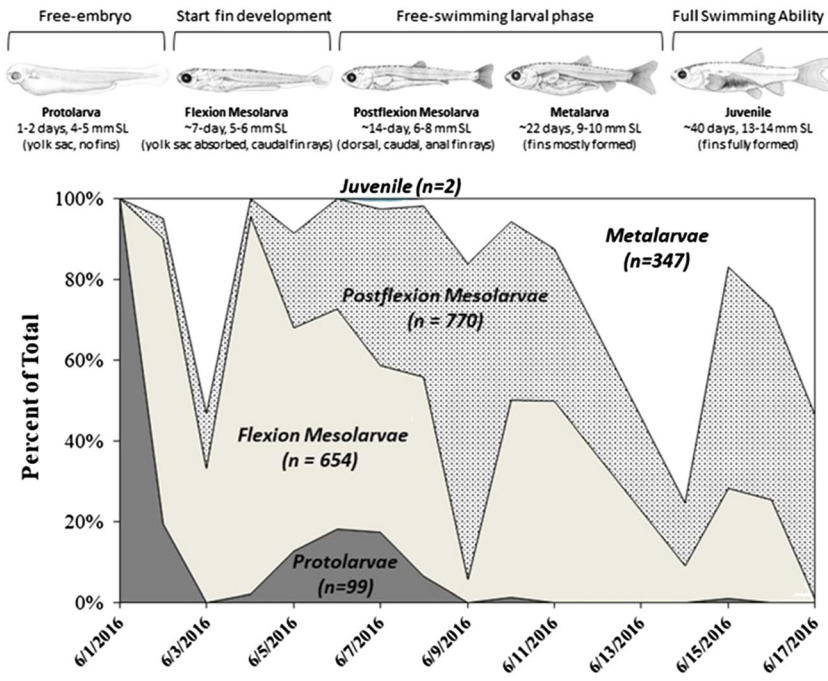 Free-embryo
Start fin development
Free-swimming larval phase
Full Swimming Ability
Protolarva
1-2 days, 4-5 mm SL
(yolk sac, no fins)
Flexion Mesolarva
~7-day, 5-6 mm SL
(yolk sac absorbed, caudal fin rays)
Postflexion Mesolarva
~14-day, 6-8 mm SL
(dorsal, caudal, anal fin rays)
Metalarva
~22 days, 9-10 mm SL
(fins mostly formed)
Juvenile
~40 days, 13-14 mm SL
(fins fully formed)
Juvenile (n=2)
Metalarvae
(n=347)
Postflexion Mesolarvae
(n = 770)
Flexion Mesolarvae
(n = 654)
Protolarvae
(n=99)
Percent of Total
100%
80%
60%
40%
20%
0%
6/1/2016
6/3/2016
6/5/2016
6/7/2016
6/9/2016
6/11/2016
6/13/2016
6/15/2016
6/17/2016